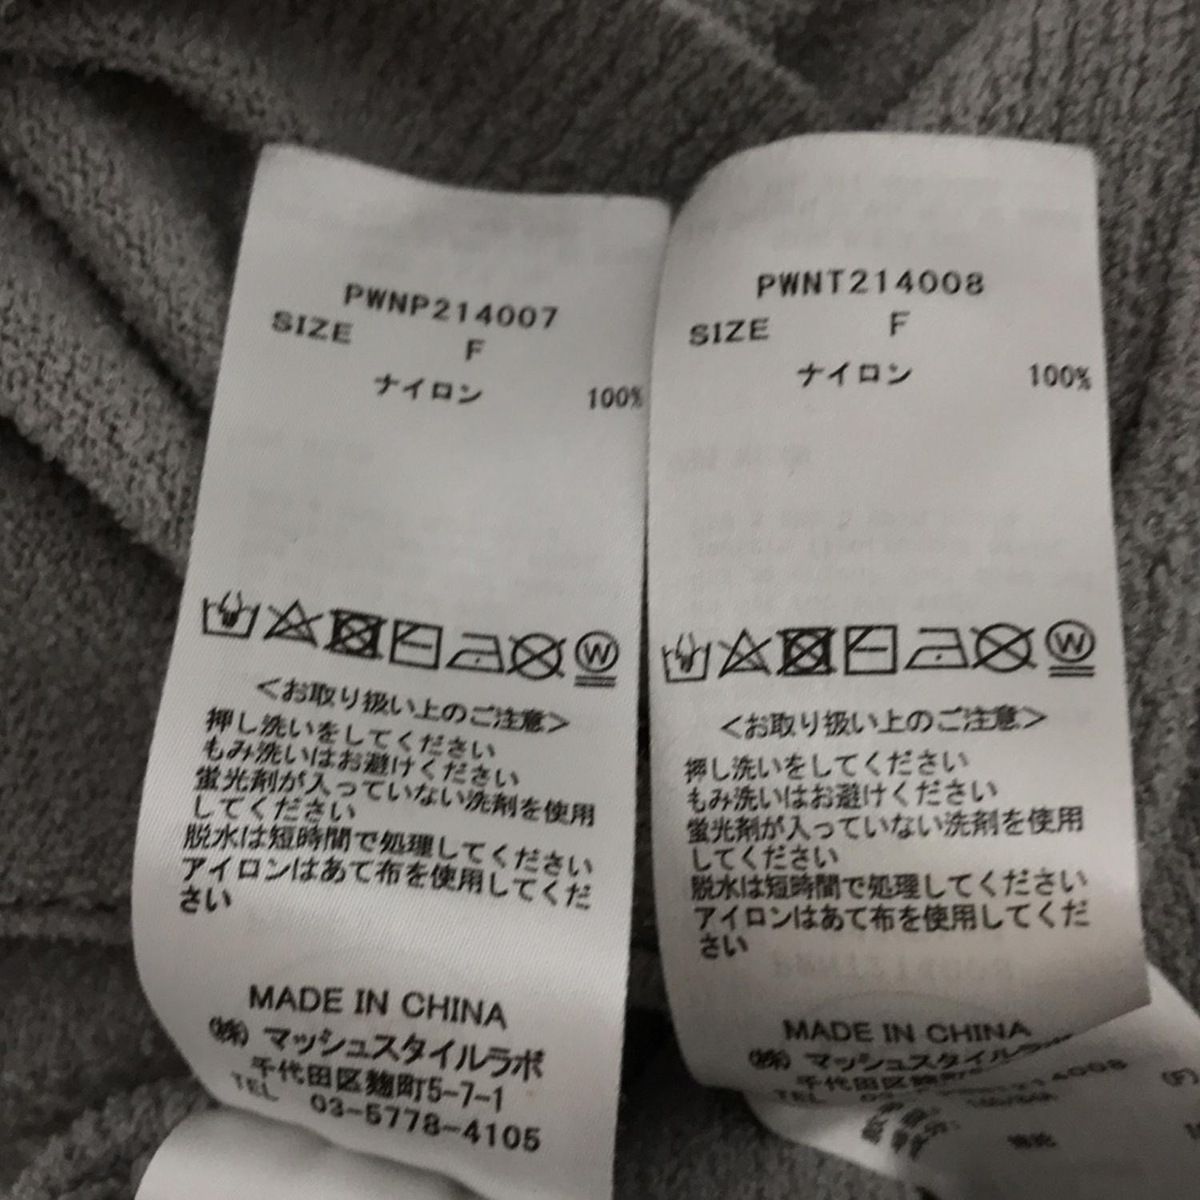 PWNP214007
SIZE F
ナイロン 100%
W
<お取り扱い上のご注意>
押し洗いをしてください
もみ洗いはお避けください
蛍光剤が入っていない洗剤を使用
してください
脱水は短時間で処理してください
アイロンはあて布を使用してくだ
さい
MADE IN CHINA
(株) マッシュスタイルラボ
千代田区麹町5-7-1
TEL 03-5778-4105
PWNT214008
SIZE F
ナイロン 100%
W
<お取り扱い上のご注意>
押し洗いをしてください
もみ洗いはお避けください
蛍光剤が入っていない洗剤を使用
してください
脱水は短時間で処理してください
アイロンはあて布を使用してくだ
さい
MADE IN CHINA
(株) マッシュスタイルラ
千代田区麹町
TEL 03-
214008 (F)